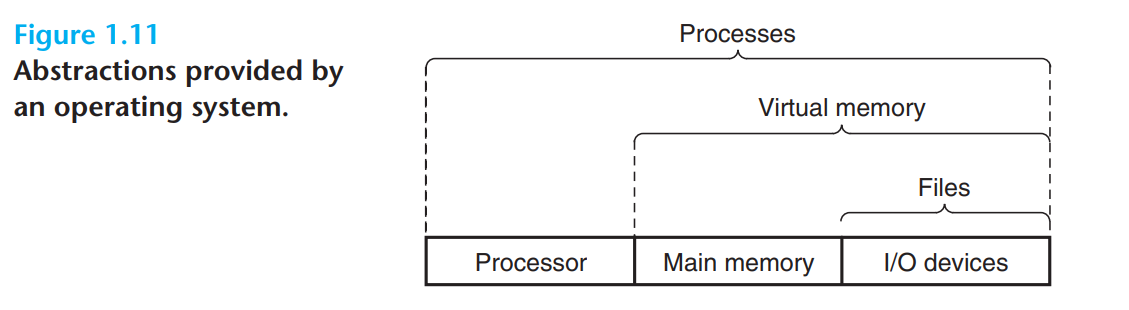 Figure 1.11
Abstractions provided by
an operating system.
Processes
Virtual memory
Files
Processor
Main memory
I/O devices